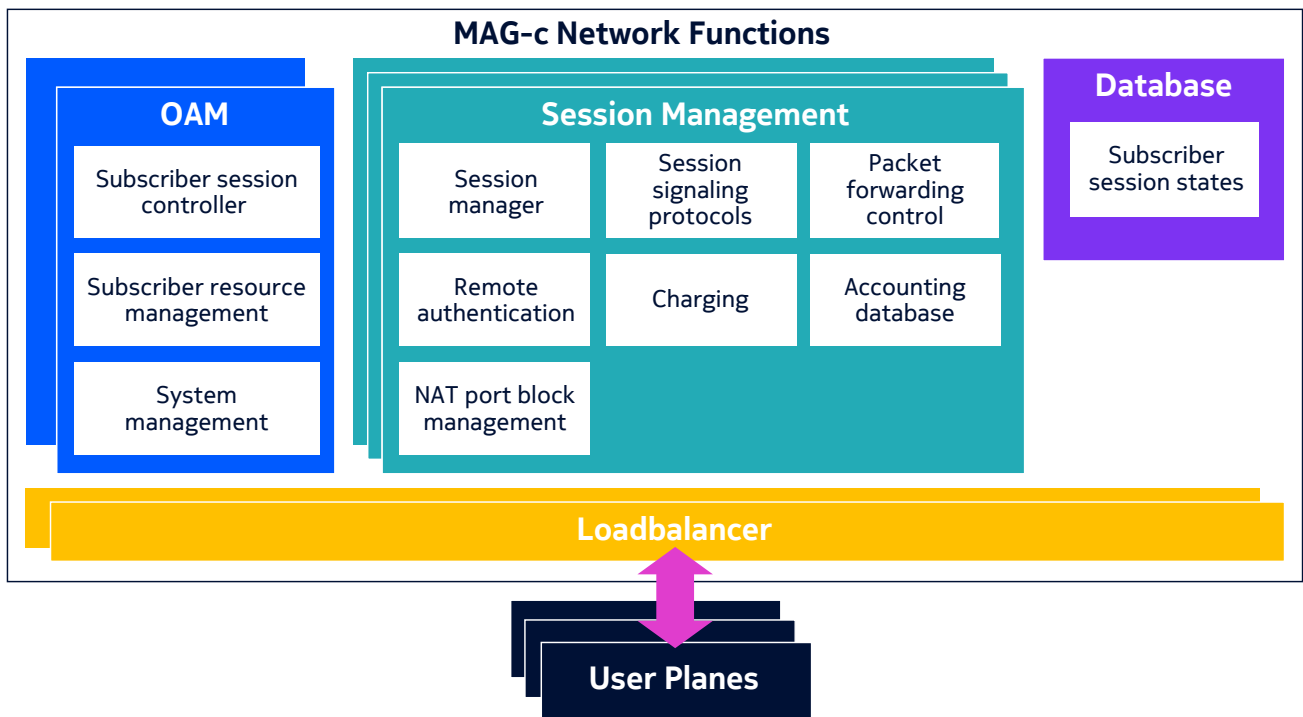 MAG-c Network Functions
OAM
Subscriber session
controller
Subscriber resource
management
System
management
Session Management
Session
manager
Session
signaling
protocols
Packet
forwarding
control
Remote
authentication
Charging
Accounting
database
NAT port block
management
Database
Subscriber
session states
Loadbalancer
User Planes